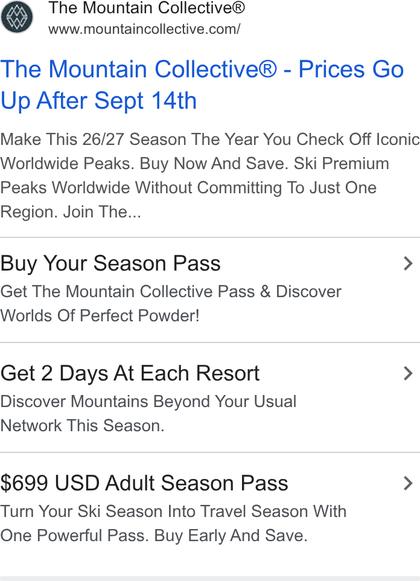 The Mountain Collective®
www.mountaincollective.com/
The Mountain Collective® - Prices Go
Up After Sept 14th
Make This 26/27 Season The Year You Check Off Iconic
Worldwide Peaks. Buy Now And Save. Ski Premium
Peaks Worldwide Without Committing To Just One
Region. Join The...
Buy Your Season Pass
Get The Mountain Collective Pass & Discover
Worlds Of Perfect Powder!
Get 2 Days At Each Resort
Discover Mountains Beyond Your Usual
Network This Season.
$699 USD Adult Season Pass
Turn Your Ski Season Into Travel Season With
One Powerful Pass. Buy Early And Save.